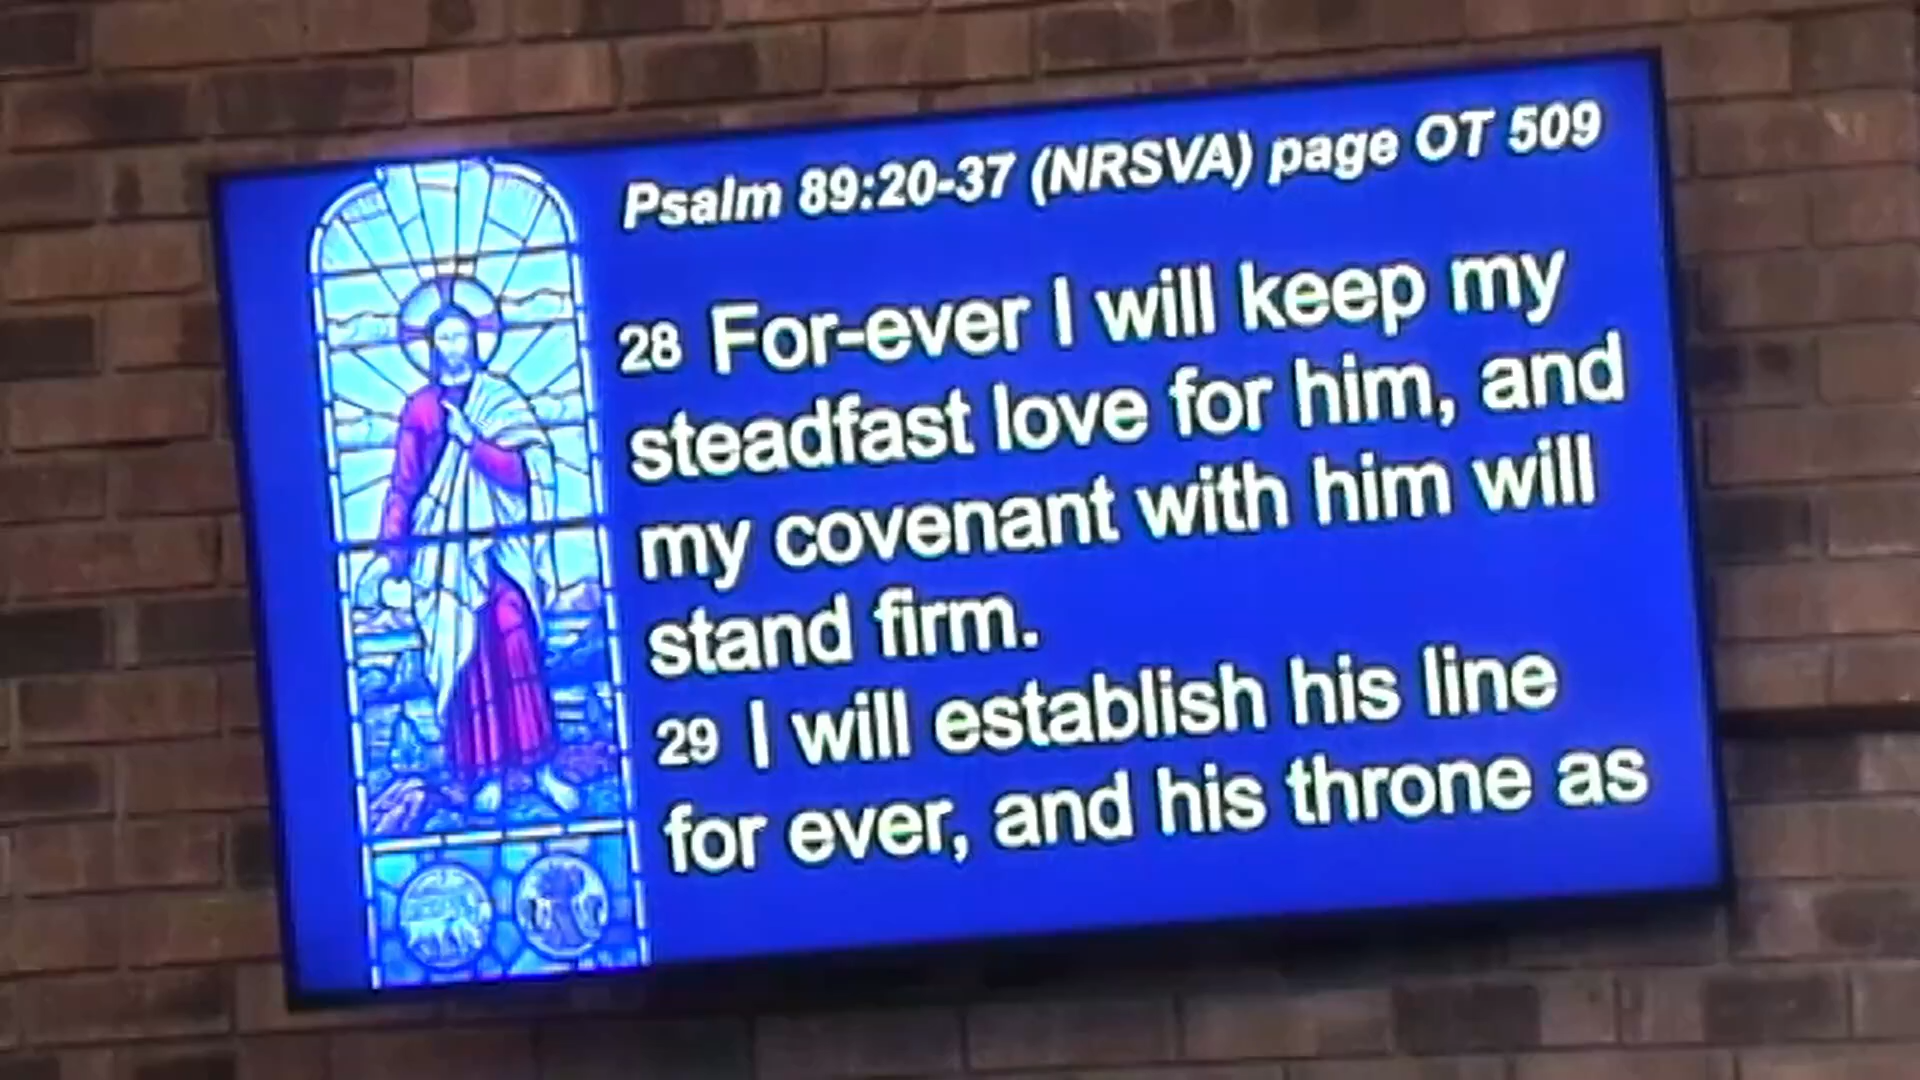 Psalm 89:20-37 (NRSVA) page OT 509
28 For-ever I will keep my
steadfast love for him, and
my covenant with him will
stand firm.
29 I will establish his line
for ever, and his throne as